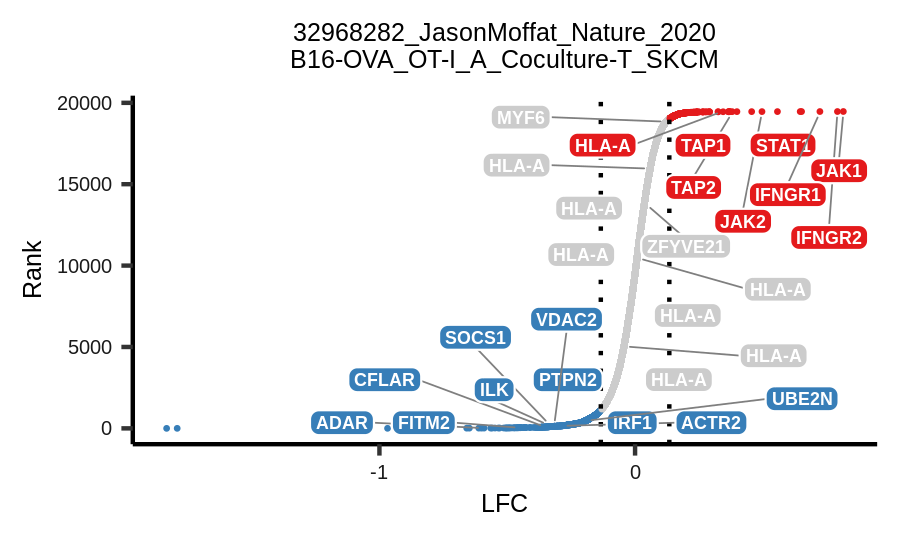 32968282_JasonMoffat_Nature_2020
B16-OVA_OT-I_A_Coculture-T_SKCM
20000
MYF6
HLA-A
TAP1
STAT1
HLA-A
JAK1
15000
TAP2
IFNGR1
HLA-A
JAK2
IFNGR2
ZFYVE21
HLA-A
Rank
10000
HLA-A
VDAC2
HLA-A
SOCS1
5000
HLA-A
CFLAR
ILK
PTPN2
HLA-A
UBE2N
ADAR
FITM2
IRF1
ACTR2
0
-1
0
LFC